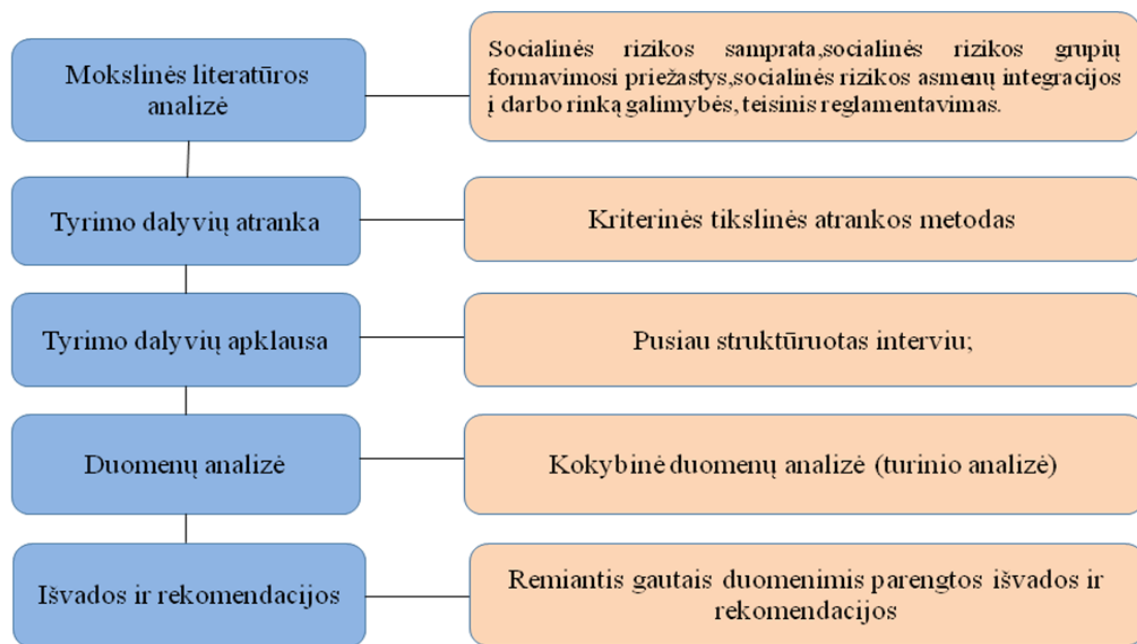 Mokslinės literatūros
analizė
Socialinės rizikos samprata,socialinės rizikos grupių
formavimosi priežastys,socialinės rizikos asmenų integracijos
į darbo rinką galimybės, teisinis reglamentavimas.
Tyrimo dalyvių atranka
Kriterinės tikslinės atrankos metodas
Tyrimo dalyvių apklausa
Pusiau struktūruotas interviu;
Duomenų analizė
Kokybinė duomenų analizė (turinio analizė)
Išvados ir rekomendacijos
Remiantis gautais duomenimis parengtos išvados ir
rekomendacijos